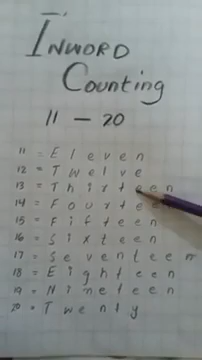 INWORD
Counting
11 – 20
11 = Eleven
12 = Twelve
13 = Thirteen
14 = Fourteen
15 = Fifteen
16 = Sixteen
17 = Seventeen
18 = Eighteen
19 = Nineteen
20 = Twenty